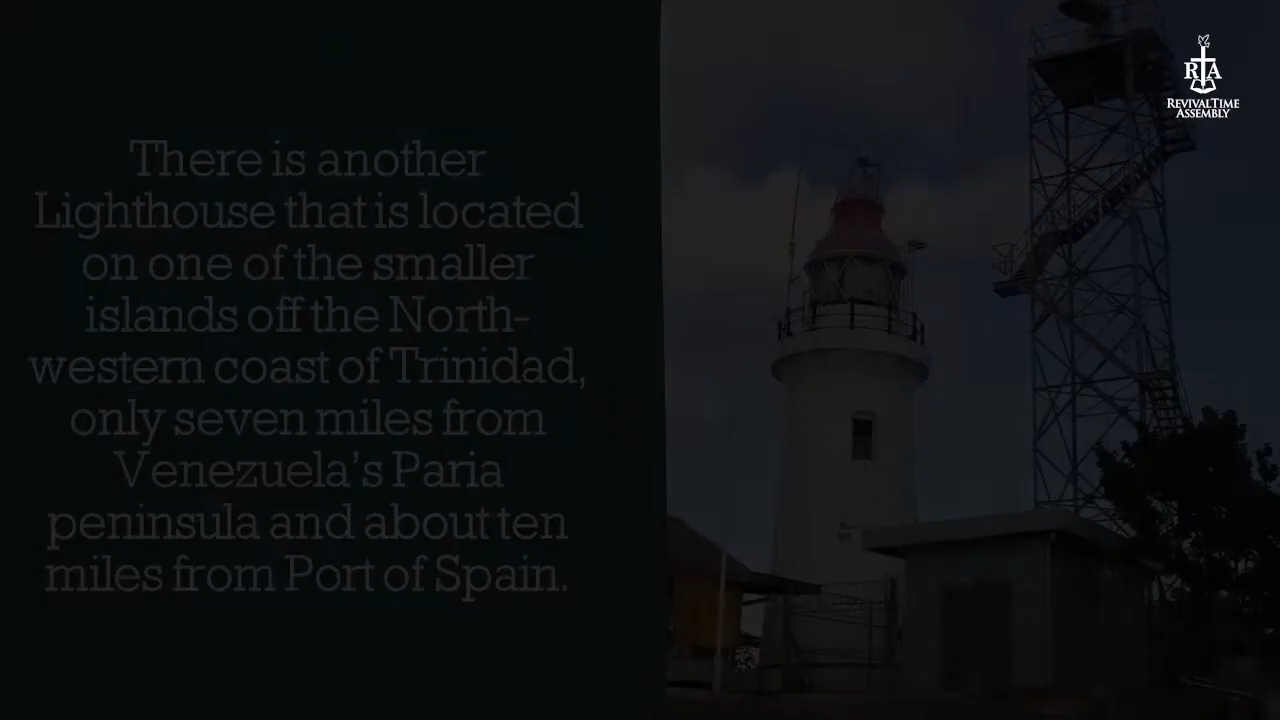 There is another
Lighthouse that is located
on one of the smaller
islands off the North-
western coast of Trinidad,
only seven miles from
Venezuela's Paria
peninsula and about ten
miles from Port of Spain.
RTA
REVIVALTIME
ASSEMBLY